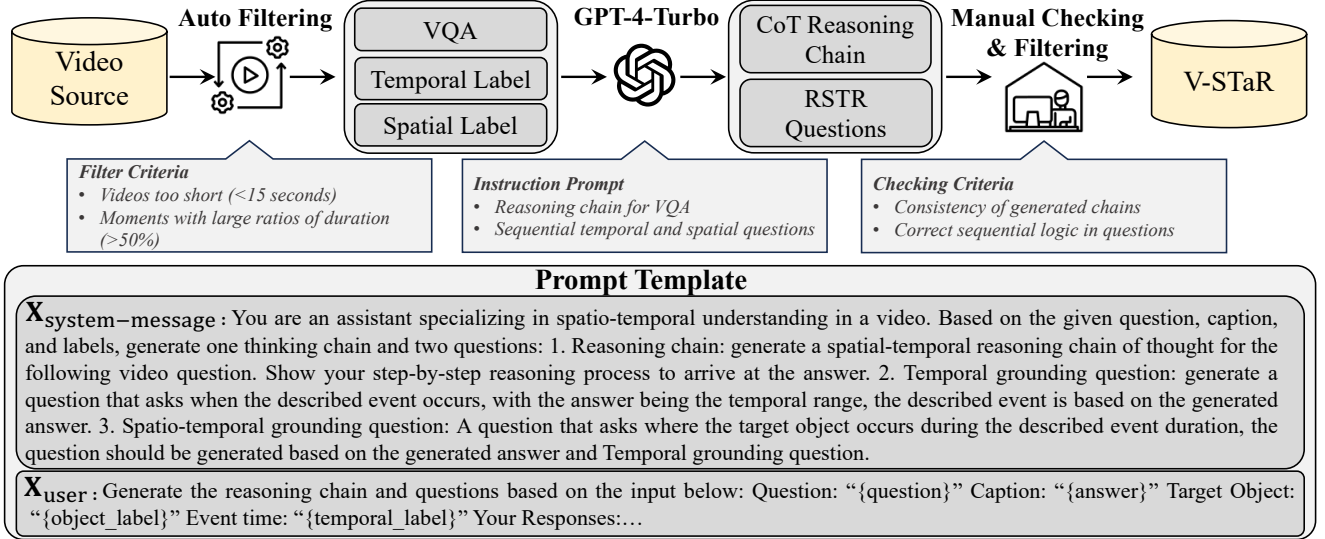 Auto Filtering
GPT-4-Turbo
Manual Checking
& Filtering
Video
Source
VQA
Temporal Label
Spatial Label
CoT Reasoning
Chain
RSTR
Questions
V-STaR
Filter Criteria
• Videos too short (<15 seconds)
• Moments with large ratios of duration
(>50%)
Instruction Prompt
• Reasoning chain for VQA
• Sequential temporal and spatial questions
Checking Criteria
• Consistency of generated chains
• Correct sequential logic in questions
Prompt Template
X system−message : You are an assistant specializing in spatio-temporal understanding in a video. Based on the given question, caption,
and labels, generate one thinking chain and two questions: 1. Reasoning chain: generate a spatial-temporal reasoning chain of thought for the
following video question. Show your step-by-step reasoning process to arrive at the answer. 2. Temporal grounding question: generate a
question that asks when the described event occurs, with the answer being the temporal range, the described event is based on the generated
answer. 3. Spatio-temporal grounding question: A question that asks where the target object occurs during the described event duration, the
question should be generated based on the generated answer and Temporal grounding question.
X user : Generate the reasoning chain and questions based on the input below: Question: “{question}” Caption: “{answer}” Target Object:
“{object_label}” Event time: “{temporal_label}” Your Responses:…